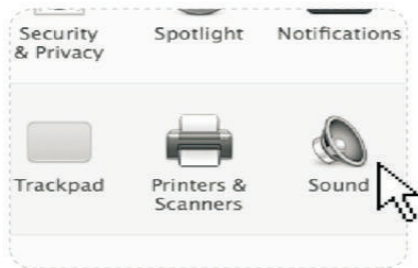 Security Spotlight Notifications
& Privacy
Trackpad Printers & Sound
Scanners